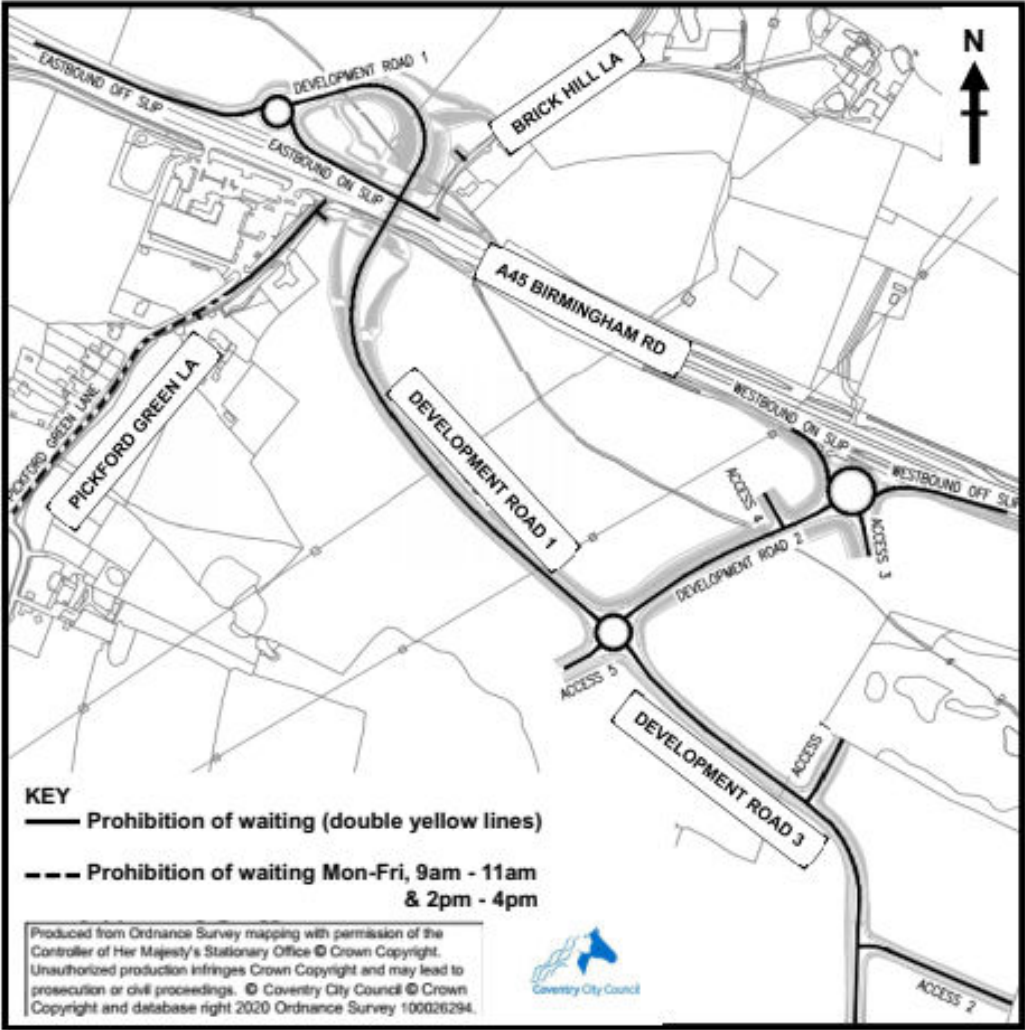 N
EASTBOUND OFF SLIP
DEVELOPMENT ROAD 1
BRICK HILL LA
EASTBOUND ON SLIP
A45 BIRMINGHAM RD
PICKFORD GREEN LANE
PICKFORD GREEN LA
DEVELOPMENT ROAD 1
WESTBOUND ON SLIP
WESTBOUND OFF SLIP
ACCESS 4
ACCESS 3
DEVELOPMENT ROAD 2
ACCESS 5
DEVELOPMENT ROAD 3
ACCESS
ACCESS 2
KEY
Prohibition of waiting (double yellow lines)
Prohibition of waiting Mon-Fri, 9am - 11am
& 2pm - 4pm
Produced from Ordnance Survey mapping with permission of the
Controller of Her Majesty's Stationary Office © Crown Copyright.
Unauthorized production infringes Crown Copyright and may lead to
prosecution or civil proceedings. © Coventry City Council © Crown
Copyright and database right 2020 Ordnance Survey 100026294.
Coventry City Council